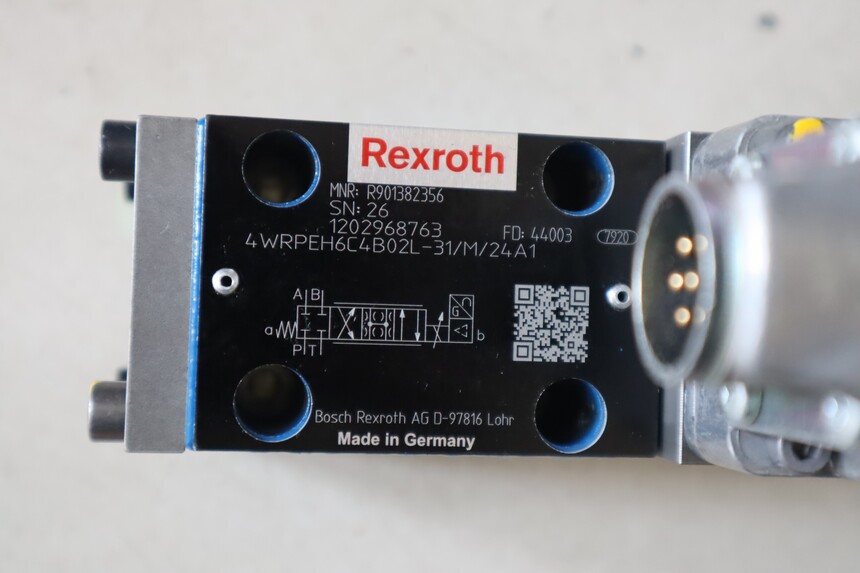 Rexroth
MNR: R901382356
SN: 26
1202968763
FD: 44003 7920
4WRPEH6C4B02L-31/M/24A1
A B
G
a b
P T
Bosch Rexroth AG D-97816 Lohr
Made in Germany